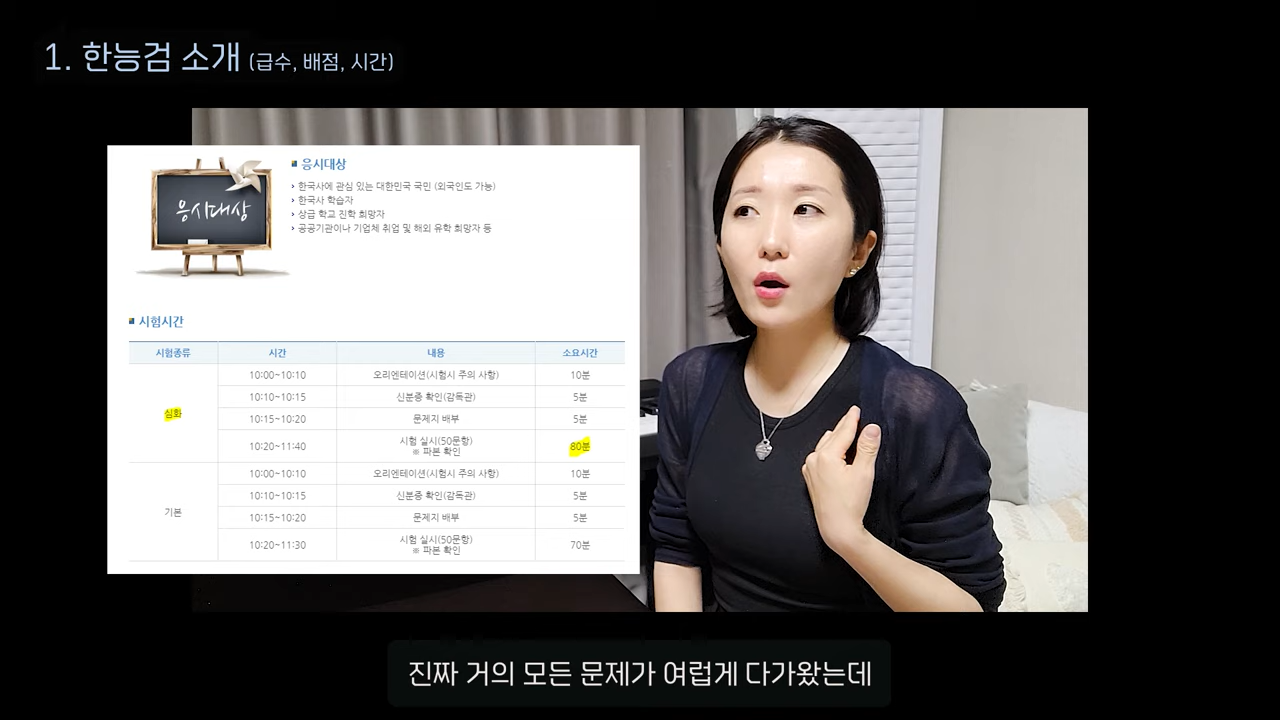 1. 한능검 소개 (급수, 배점, 시간)
응시대상
응시대상
› 한국사에 관심 있는 대한민국 국민 (외국인도 가능)
› 한국사 학습자
› 상급 학교 진학 희망자
› 공공기관이나 기업체 취업 및 해외 유학 희망자 등
시험시간
시험종류 시간 내용 소요시간
심화
10:00~10:10 오리엔테이션(시험시 주의 사항) 10분
10:10~10:15 신분증 확인(감독관) 5분
10:15~10:20 문제지 배부 5분
10:20~11:40 시험 실시(50문항) 80분
※ 파본 확인
기본
10:00~10:10 오리엔테이션(시험시 주의 사항) 10분
10:10~10:15 신분증 확인(감독관) 5분
10:15~10:20 문제지 배부 5분
10:20~11:30 시험 실시(50문항) 70분
※ 파본 확인
진짜 거의 모든 문제가 여럽게 다가왔는데